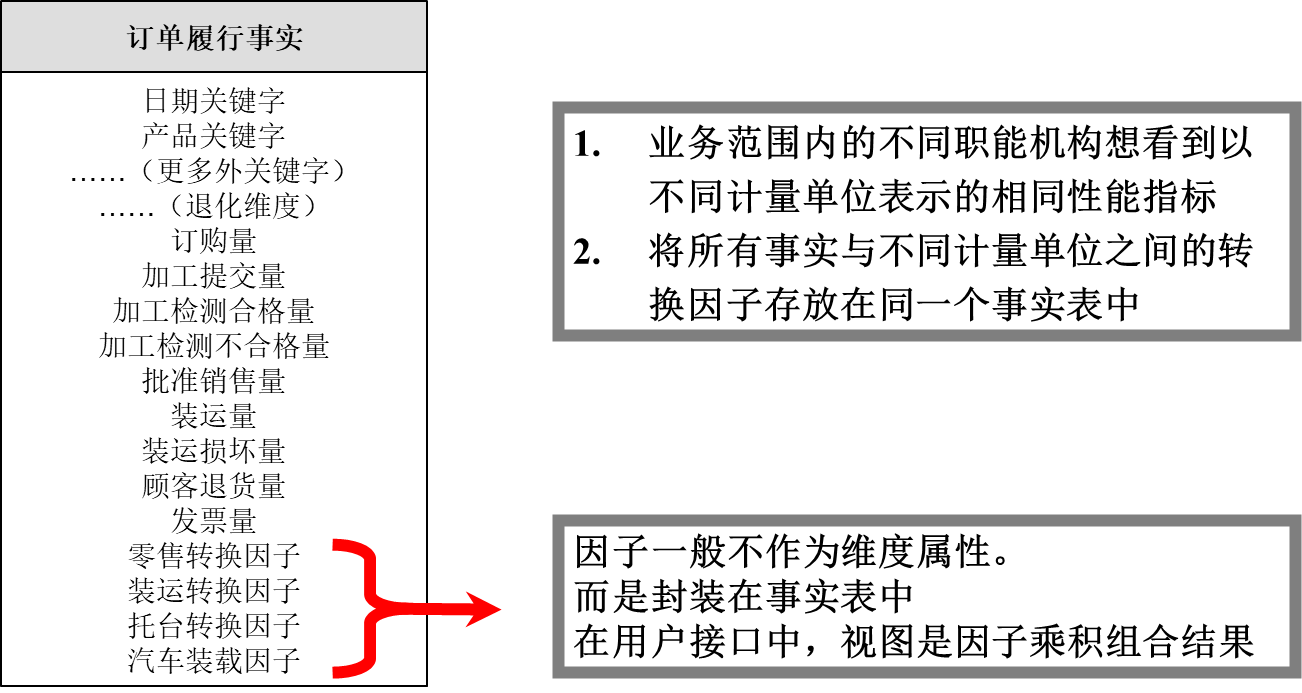 订单履行事实
日期关键字
产品关键字
……（更多外关键字）
……（退化维度）
订购量
加工提交量
加工检测合格量
加工检测不合格量
批准销售量
装运量
装运损坏量
顾客退货量
发票量
零售转换因子
装运转换因子
托台转换因子
汽车装载因子
1. 业务范围内的不同职能机构想看到以
不同计量单位表示的相同性能指标
2. 将所有事实与不同计量单位之间的转
换因子存放在同一个事实表中
因子一般不作为维度属性。
而是封装在事实表中
在用户接口中，视图是因子乘积组合结果